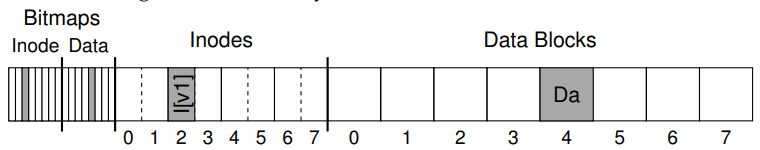 Bitmaps
Inode Data
Inodes
Data Blocks
I[v1]
Da
0 1 2 3 4 5 6 7
0 1 2 3 4 5 6 7